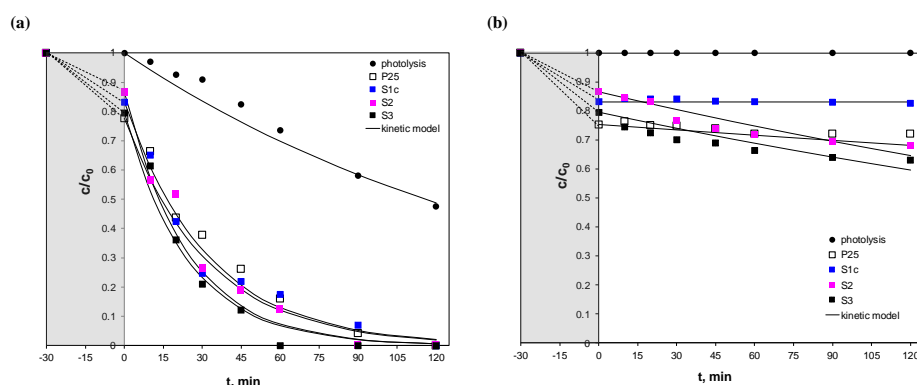 (a)
(b)
1
0.9
0.8
0.7
0.6
0.5
0.4
0.3
0.2
0.1
0
c/c0
photolysis
P25
S1c
S2
S3
kinetic model
-30
-15
0
15
30
45
60
75
90
105
120
t, min
1
0.9
0.8
0.7
0.6
0.5
0.4
0.3
0.2
0.1
0
c/c0
photolysis
P25
S1c
S2
S3
kinetic model
-30
-15
0
15
30
45
60
75
90
105
120
t, min